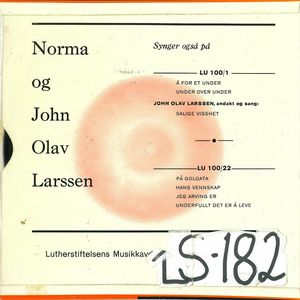 Norma
og
John
Olav
Larssen
Synger også på
LU 100/1
Å FOR ET UNDER
UNDER OVER UNDER
JOHN OLAV LARSSEN, andakt og sang:
SALIGE VISSHET
LU 100/22
PÅ GOLGATA
HANS VENNSKAP
JEG ARVING ER
UNDERFULLT DET ER Å LEVE
Lutherstiftelsens
LS-182